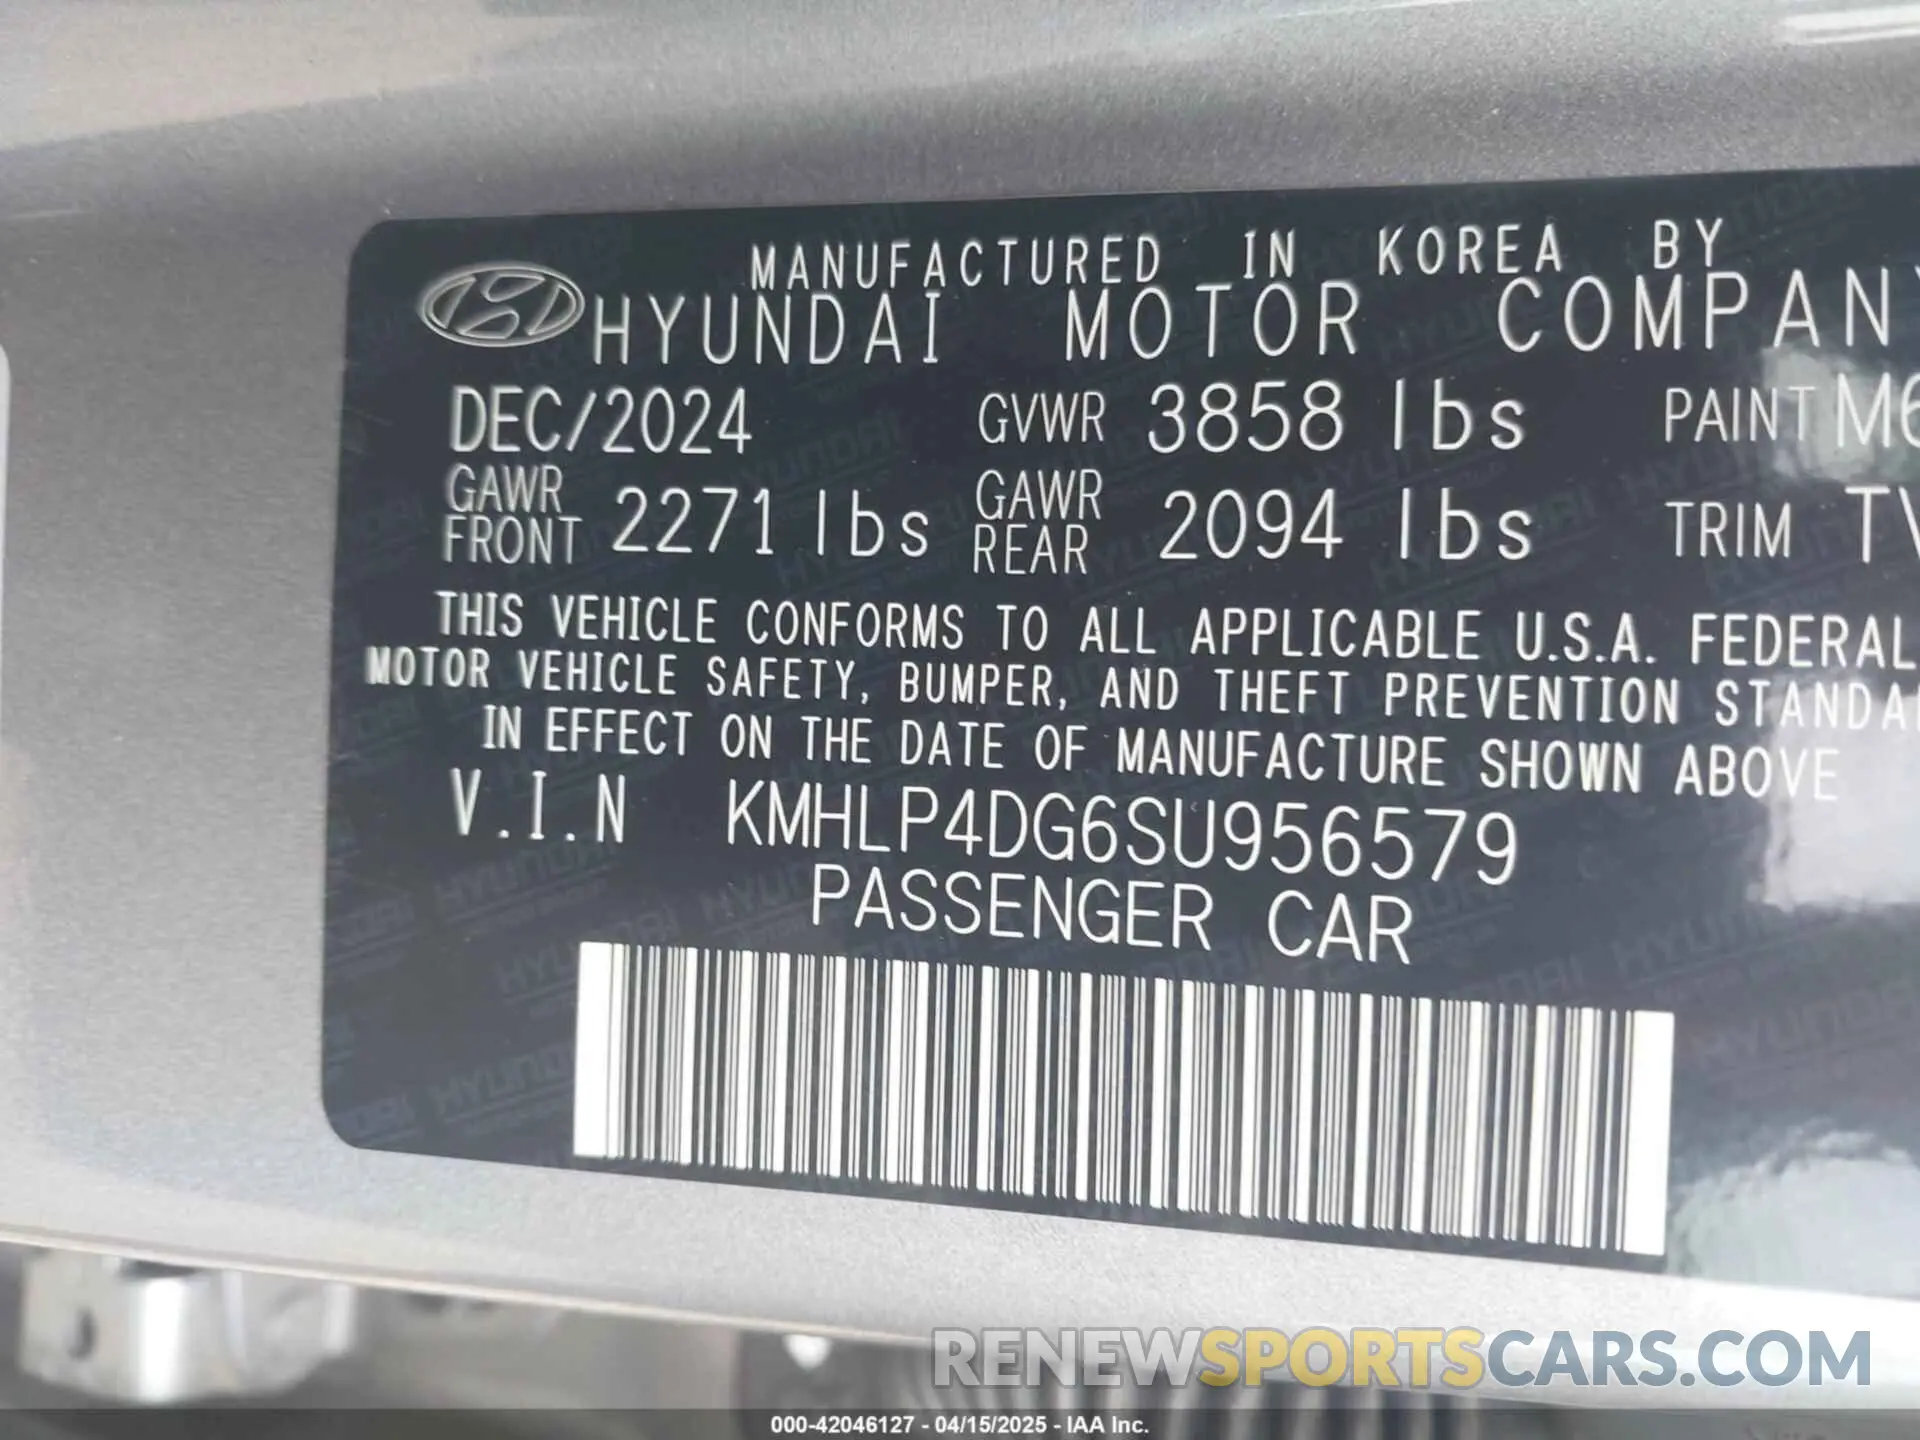 MANUFACTURED IN KOREA BY
HYUNDAI MOTOR COMPANY
DEC/2024 GVWR 3858 lbs PAINT M6
GAWR FRONT 2271 lbs GAWR REAR 2094 lbs TRIM TV
THIS VEHICLE CONFORMS TO ALL APPLICABLE U.S.A. FEDERAL
MOTOR VEHICLE SAFETY, BUMPER, AND THEFT PREVENTION STANDA
IN EFFECT ON THE DATE OF MANUFACTURE SHOWN ABOVE
V.I.N KMHLP4DG6SU956579
PASSENGER CAR
RENEWSPORTSCARS.COM
000-42046127 - 04/15/2025 - IAA Inc.